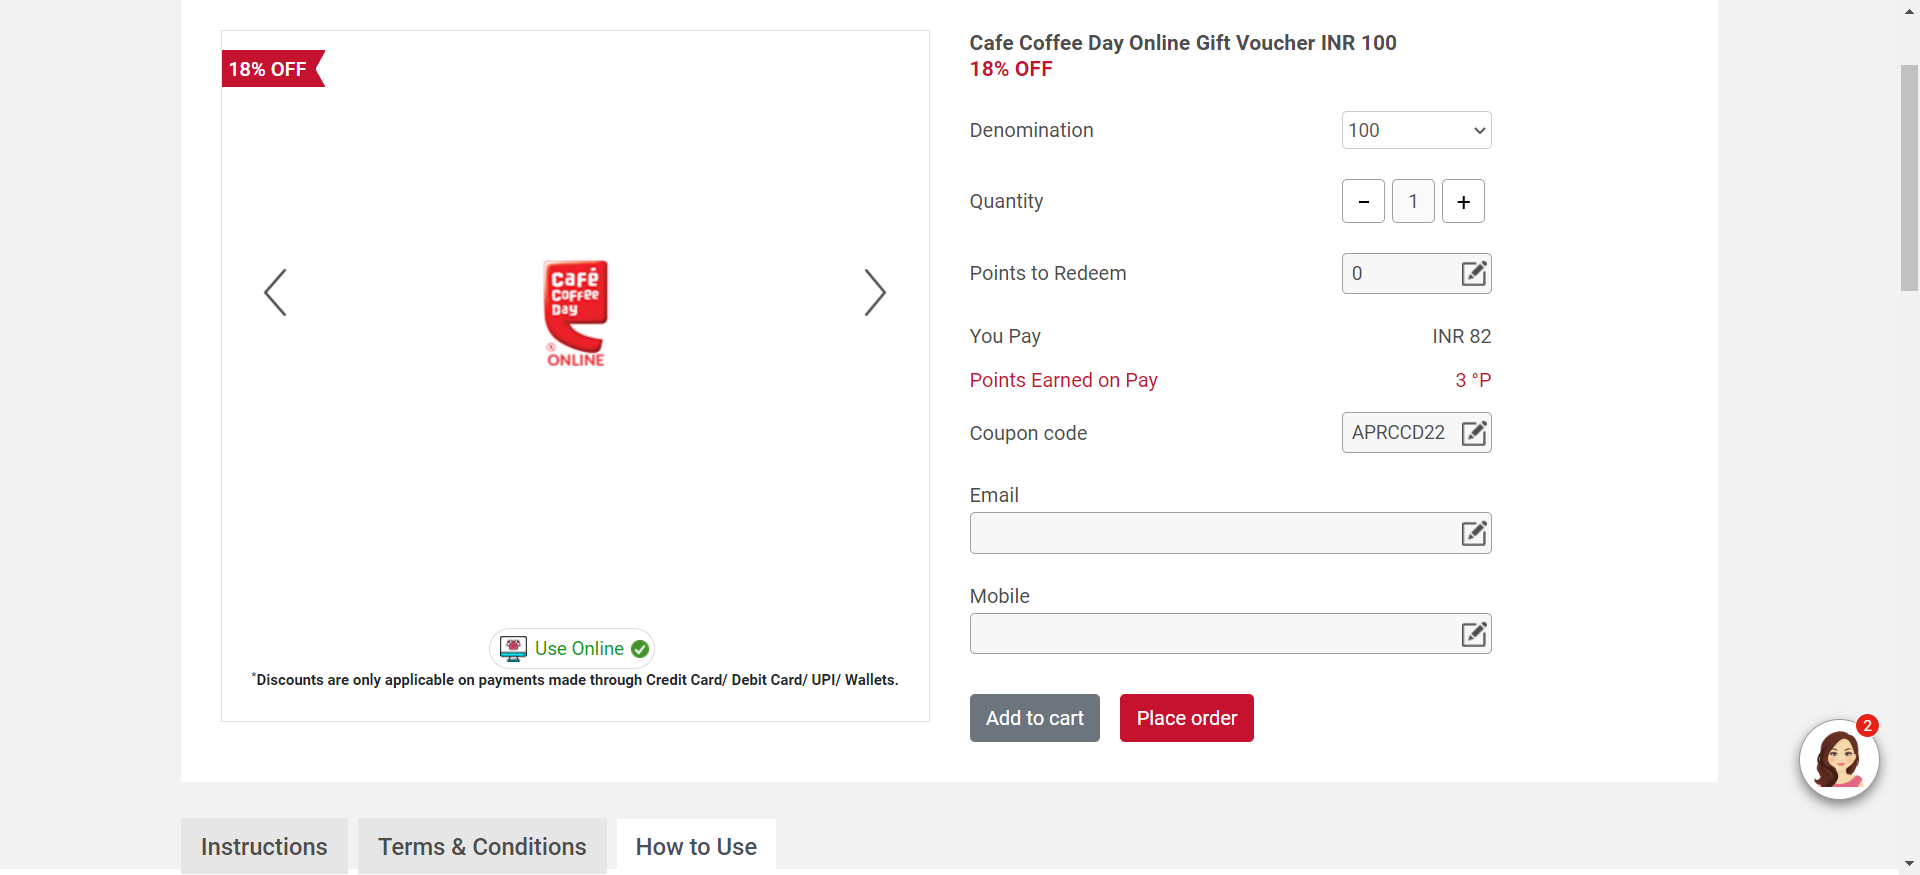 18% OFF
café
coffee
Day
®
ONLINE
Use Online
*Discounts are only applicable on payments made through Credit Card/ Debit Card/ UPI/ Wallets.
Cafe Coffee Day Online Gift Voucher INR 100
18% OFF
Denomination
100
Quantity
- 1 +
Points to Redeem
0
You Pay
INR 82
Points Earned on Pay
3 °P
Coupon code
APRCCD22
Email
Mobile
Add to cart
Place order
2
Instructions
Terms & Conditions
How to Use